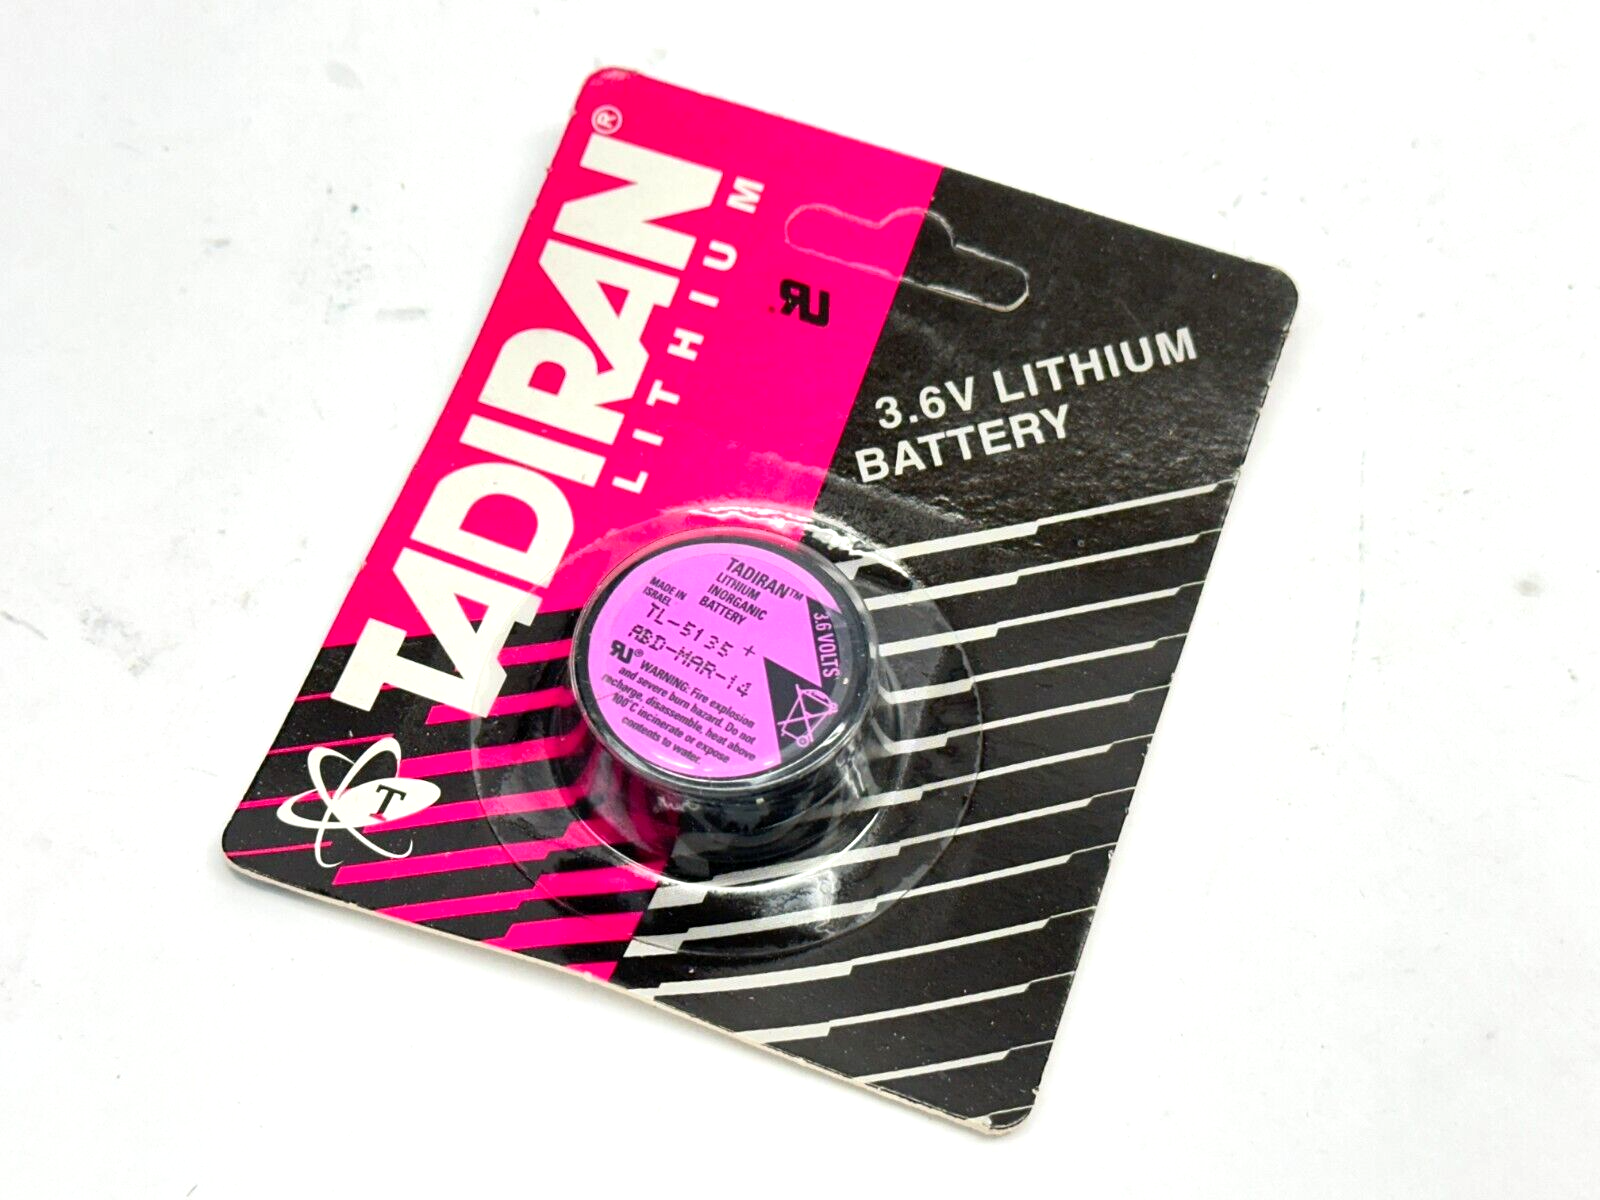 TADIRAN®
LITHIUM
3.6V LITHIUM
BATTERY
T
TADIRAN™
LITHIUM
INORGANIC
BATTERY
MADE IN
ISRAEL
3.6 VOLTS
TL-5135 +
ABD-MAR-14
WARNING: Fire explosion
and severe burn hazard. Do not
recharge, disassemble, heat above
100°C incinerate or expose
contents to water.